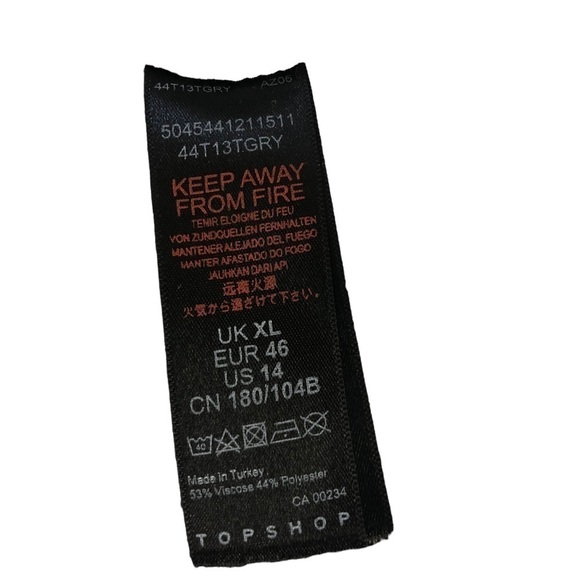 44T13TGRY AZ06
5045441211511
44T13TGRY
KEEP AWAY
FROM FIRE
TENIR ELOIGNE DU FEU
VON ZUNDQUELLEN FERNHALTEN
MANTENER ALEJADO DEL FUEGO
MANTER AFASTADO DO FOGO
JAUHKAN DARI API
远离火源
火気から遠ざけて下さい。
UK XL
EUR 46
US 14
CN 180/104B
40
Made in Turkey
53% Viscose 44% Polyester
CA 00234
TOPSHOP